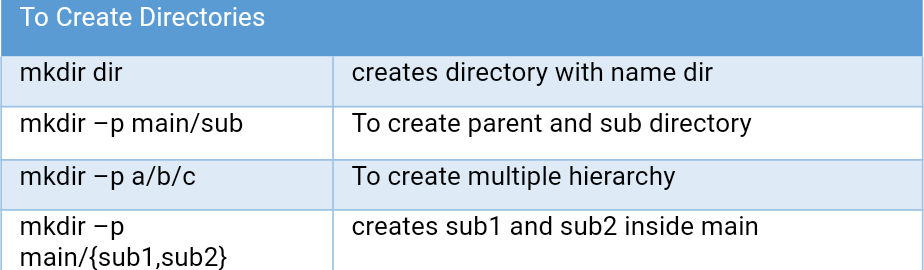 To Create Directories
mkdir dir
creates directory with name dir
mkdir –p main/sub
To create parent and sub directory
mkdir –p a/b/c
To create multiple hierarchy
mkdir –p
main/{sub1,sub2}
creates sub1 and sub2 inside main